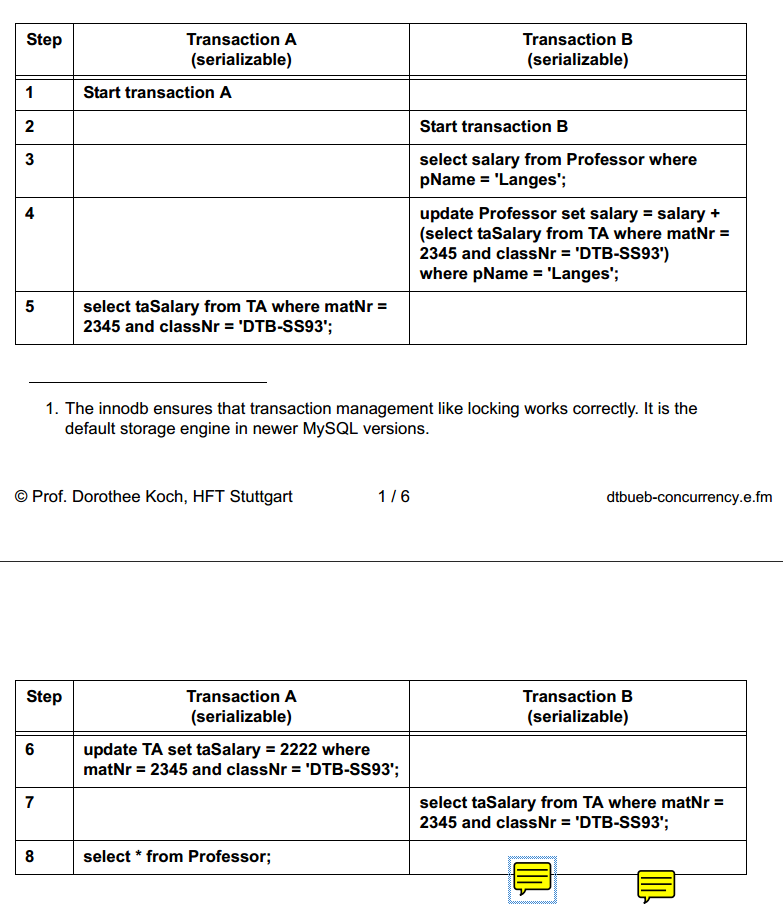 Step Transaction A Transaction B
(serializable) (serializable)
1 Start transaction A
2 Start transaction B
3 select salary from Professor where
pName = 'Langes';
4 update Professor set salary = salary +
(select taSalary from TA where matNr =
2345 and classNr = 'DTB-SS93')
where pName = 'Langes';
5 select taSalary from TA where matNr =
2345 and classNr = 'DTB-SS93';
1. The innodb ensures that transaction management like locking works correctly. It is the
default storage engine in newer MySQL versions.
© Prof. Dorothee Koch, HFT Stuttgart 1 / 6 dtbueb-concurrency.e.fm
Step Transaction A Transaction B
(serializable) (serializable)
6 update TA set taSalary = 2222 where
matNr = 2345 and classNr = 'DTB-SS93';
7 select taSalary from TA where matNr =
2345 and classNr = 'DTB-SS93';
8 select * from Professor;